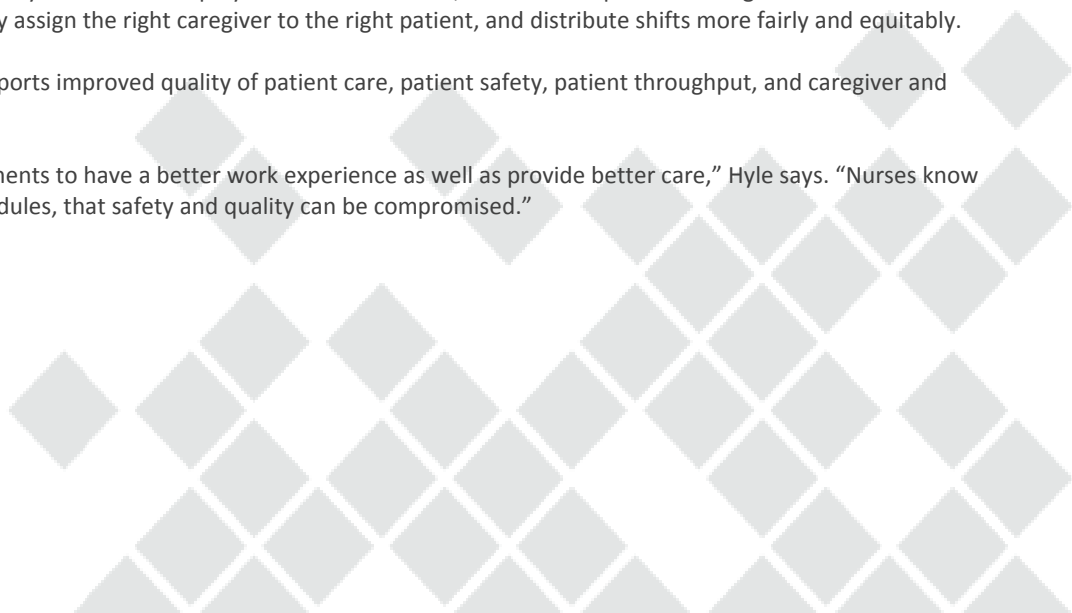 y assign the right caregiver to the right patient, and distribute shifts more fairly and equitably.
ports improved quality of patient care, patient safety, patient throughput, and caregiver and
nents to have a better work experience as well as provide better care,” Hyle says. “Nurses know
dules, that safety and quality can be compromised.”